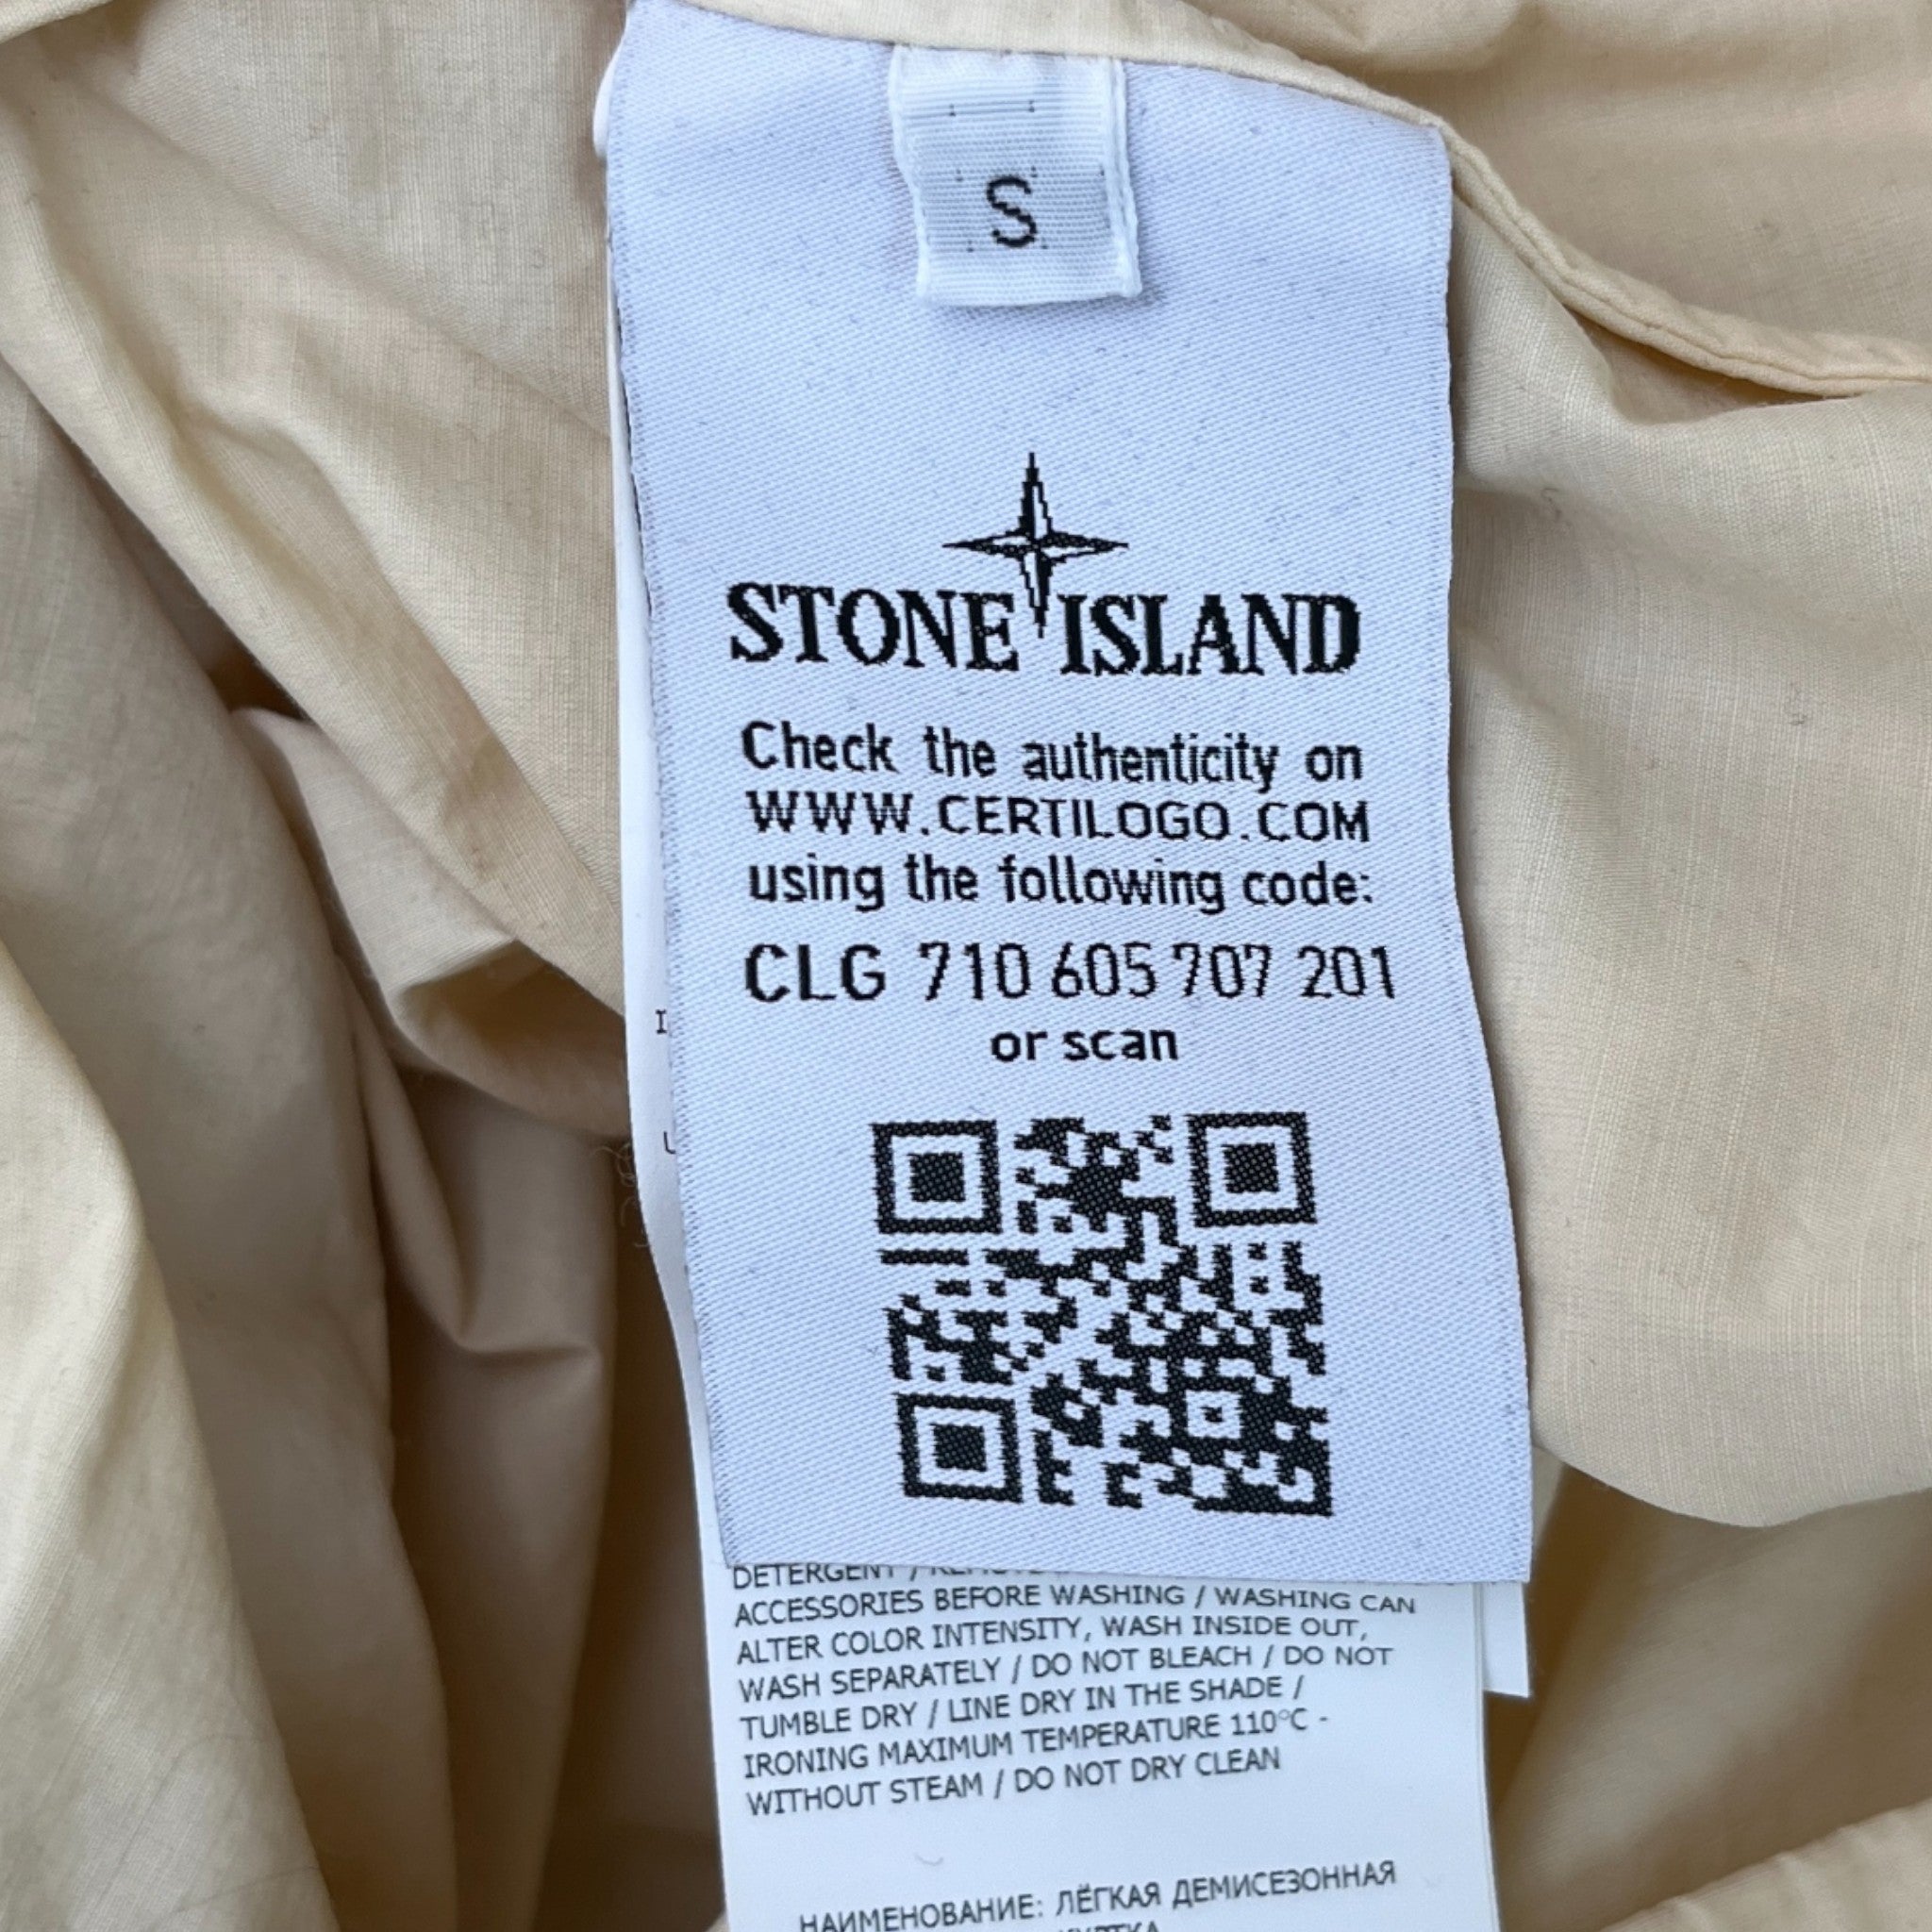 S
STONE ISLAND
Check the authenticity on
WWW.CERTILOGO.COM
using the following code:
CLG 710 605 707 201
or scan
DETERGENT /
ACCESSORIES BEFORE WASHING / WASHING CAN
ALTER COLOR INTENSITY, WASH INSIDE OUT,
WASH SEPARATELY / DO NOT BLEACH / DO NOT
TUMBLE DRY / LINE DRY IN THE SHADE /
IRONING MAXIMUM TEMPERATURE 110°C -
WITHOUT STEAM / DO NOT DRY CLEAN
НАИМЕНОВАНИЕ: ЛЁГКАЯ ДЕМИСЕЗОННАЯ